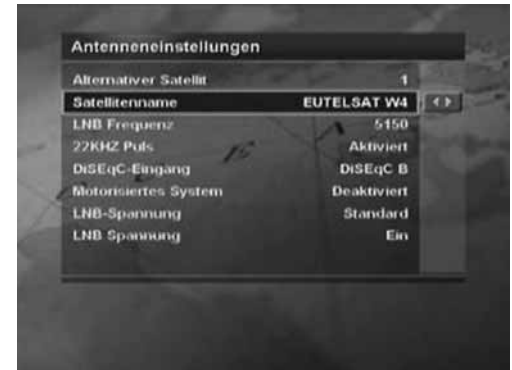 Antenneneinstellungen
Alternativer Satellit 1
Satellitenname EUTELSAT W4
LNB Frequenz 5150
22KHZ Puls Aktiviert
DiSEqC-Eingang DiSEqC B
Motorisiertes System Deaktiviert
LNB-Spannung Standard
LNB Spannung Ein